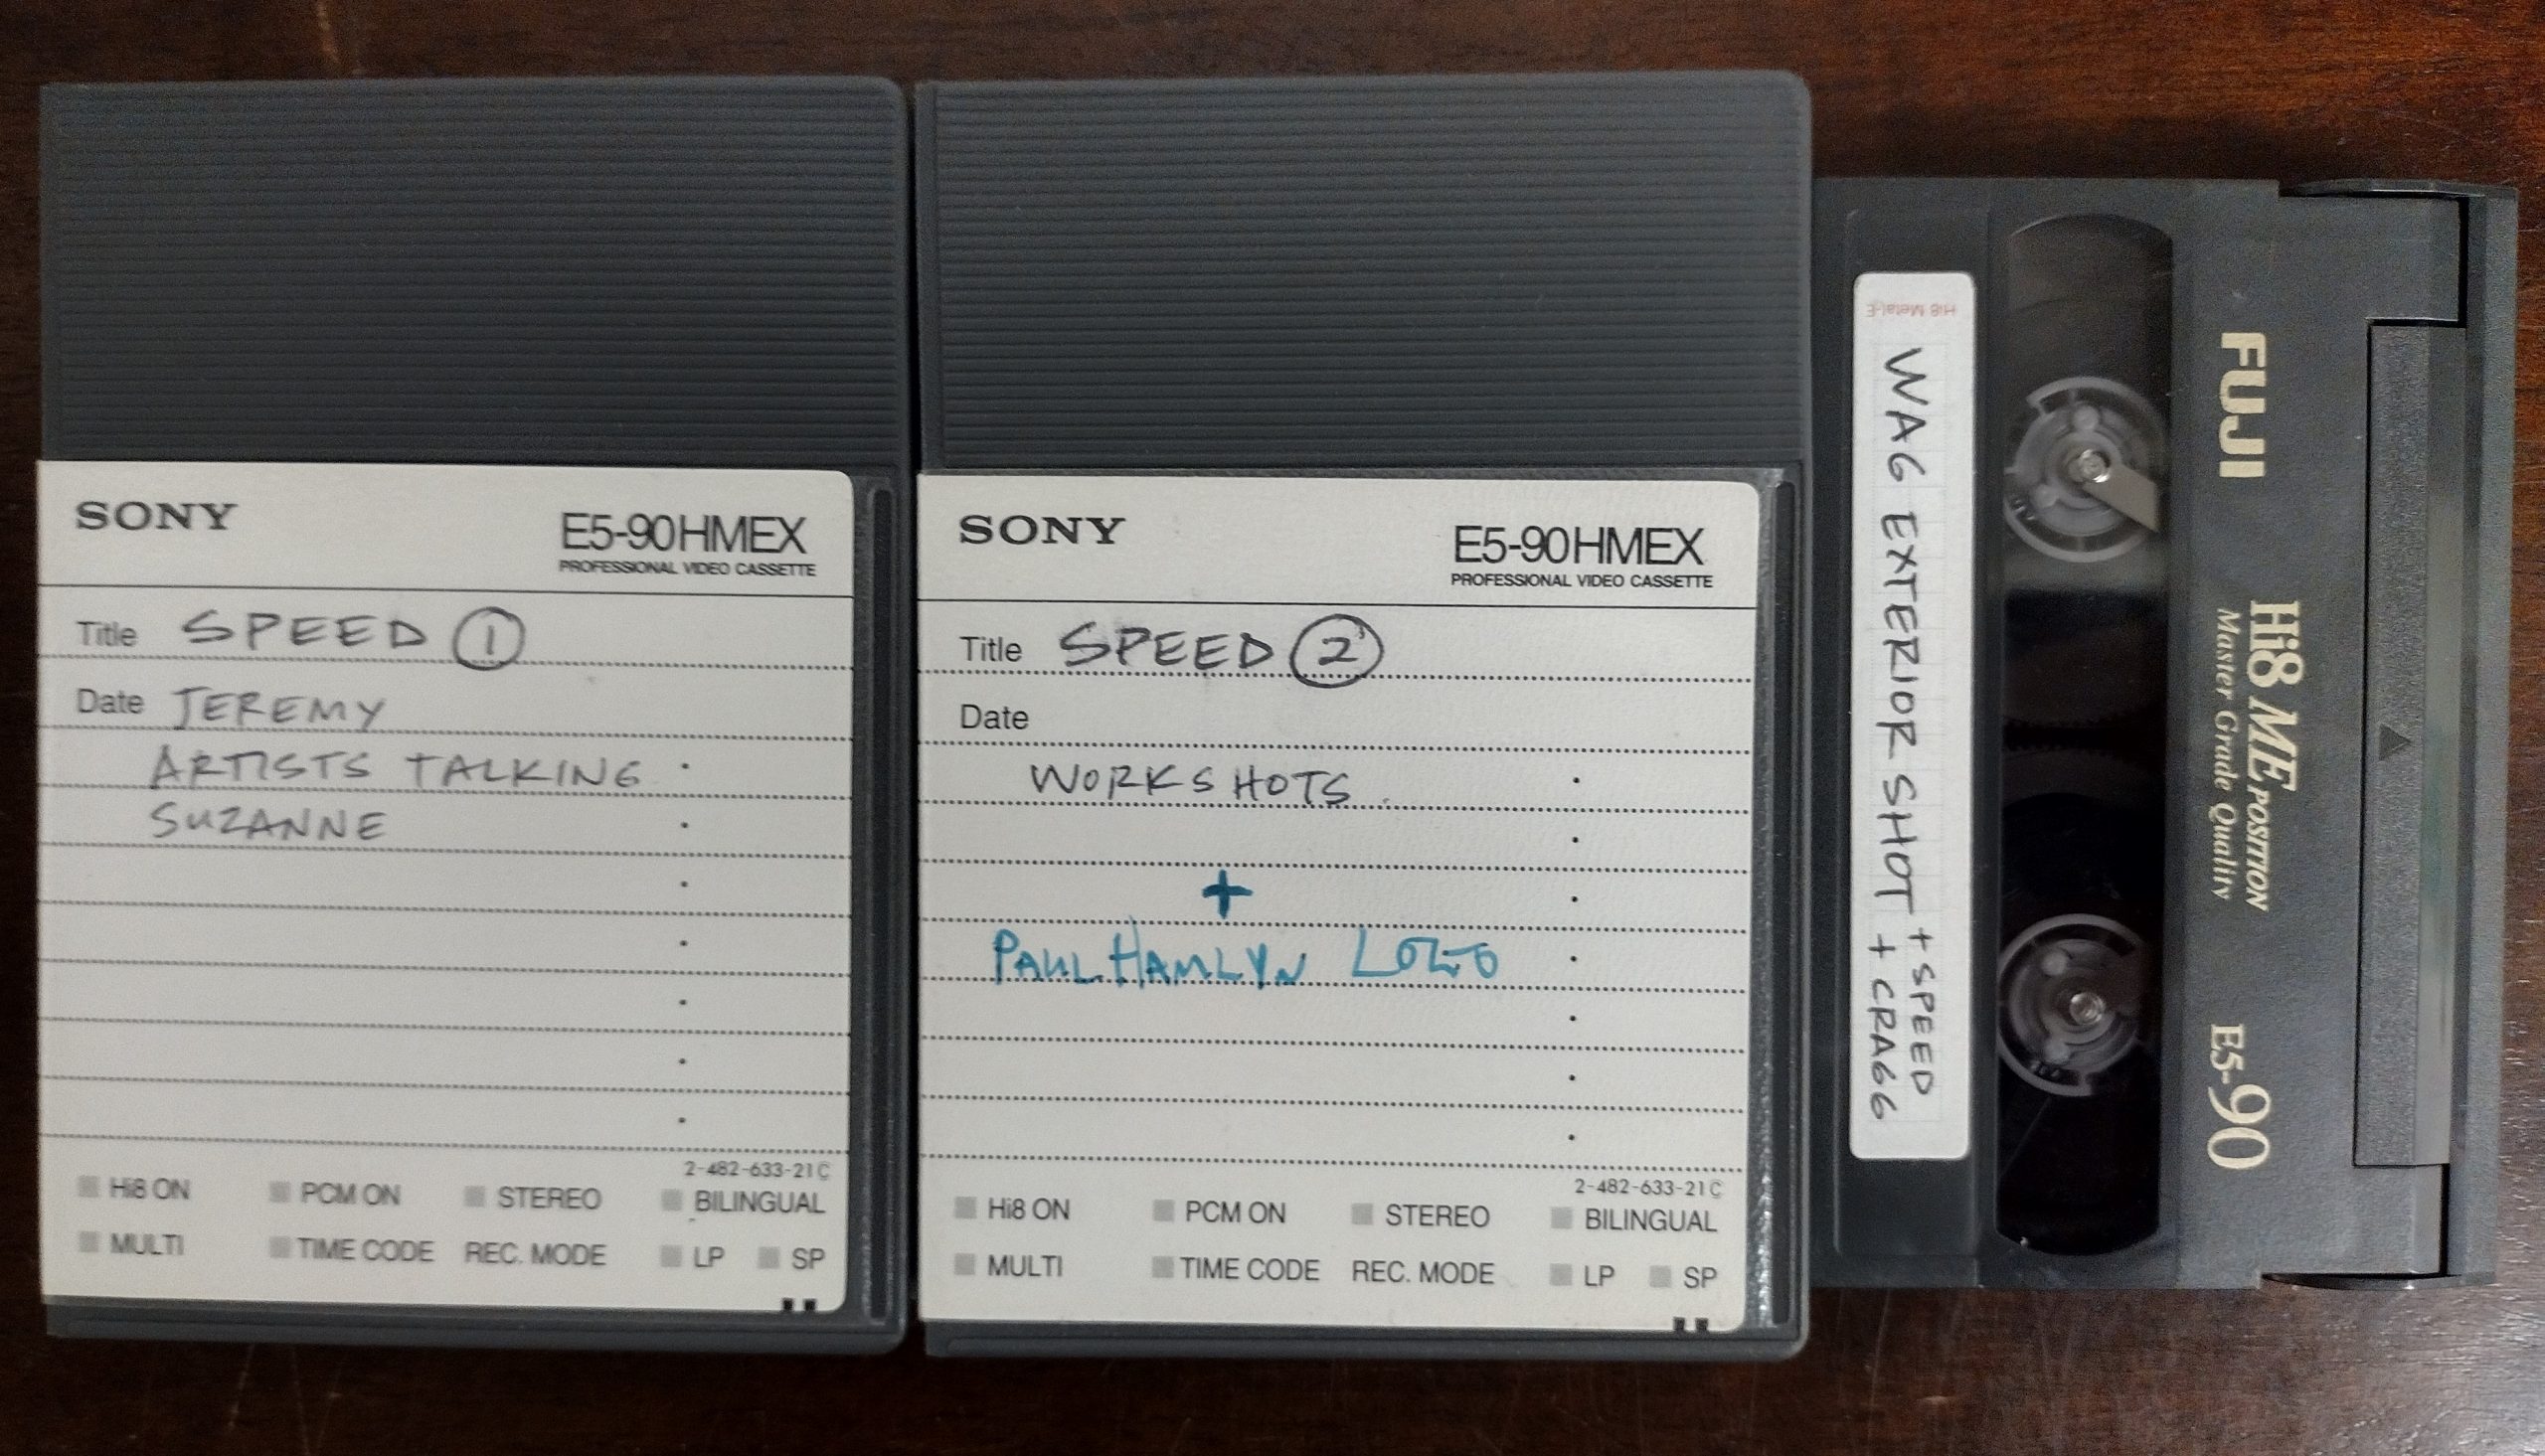 SONY
E5-90HMEX
PROFESSIONAL VIDEO CASSETTE
Title SPEED 1
Date JEREMY
ARTISTS TALKING
SUZANNE
2-482-633-21C
Hi8 ON PCM ON STEREO BILINGUAL
MULTI TIME CODE REC. MODE LP SP
SONY
E5-90HMEX
PROFESSIONAL VIDEO CASSETTE
Title SPEED 2
Date
WORKSHOTS
+
PAUL HAMLYN LOGO
2-482-633-21C
Hi8 ON PCM ON STEREO BILINGUAL
MULTI TIME CODE REC. MODE LP SP
Hi8 Metal-E
WAG EXTERIOR SHOT + SPEED
+ CRAGG
FUJI
Hi8 ME POSITION
Master Grade Quality
E5-90